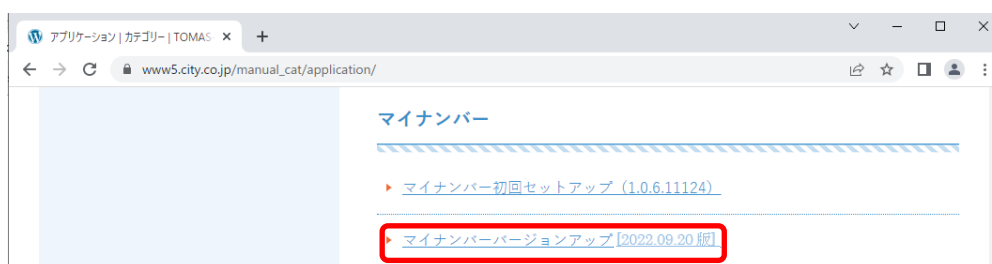 アプリケーション | カテゴリー | TOMAS
www5.city.co.jp/manual_cat/application/
マイナンバー
マイナンバー初回セットアップ（1.0.6.11124）
マイナンバーバージョンアップ [2022.09.20 版]